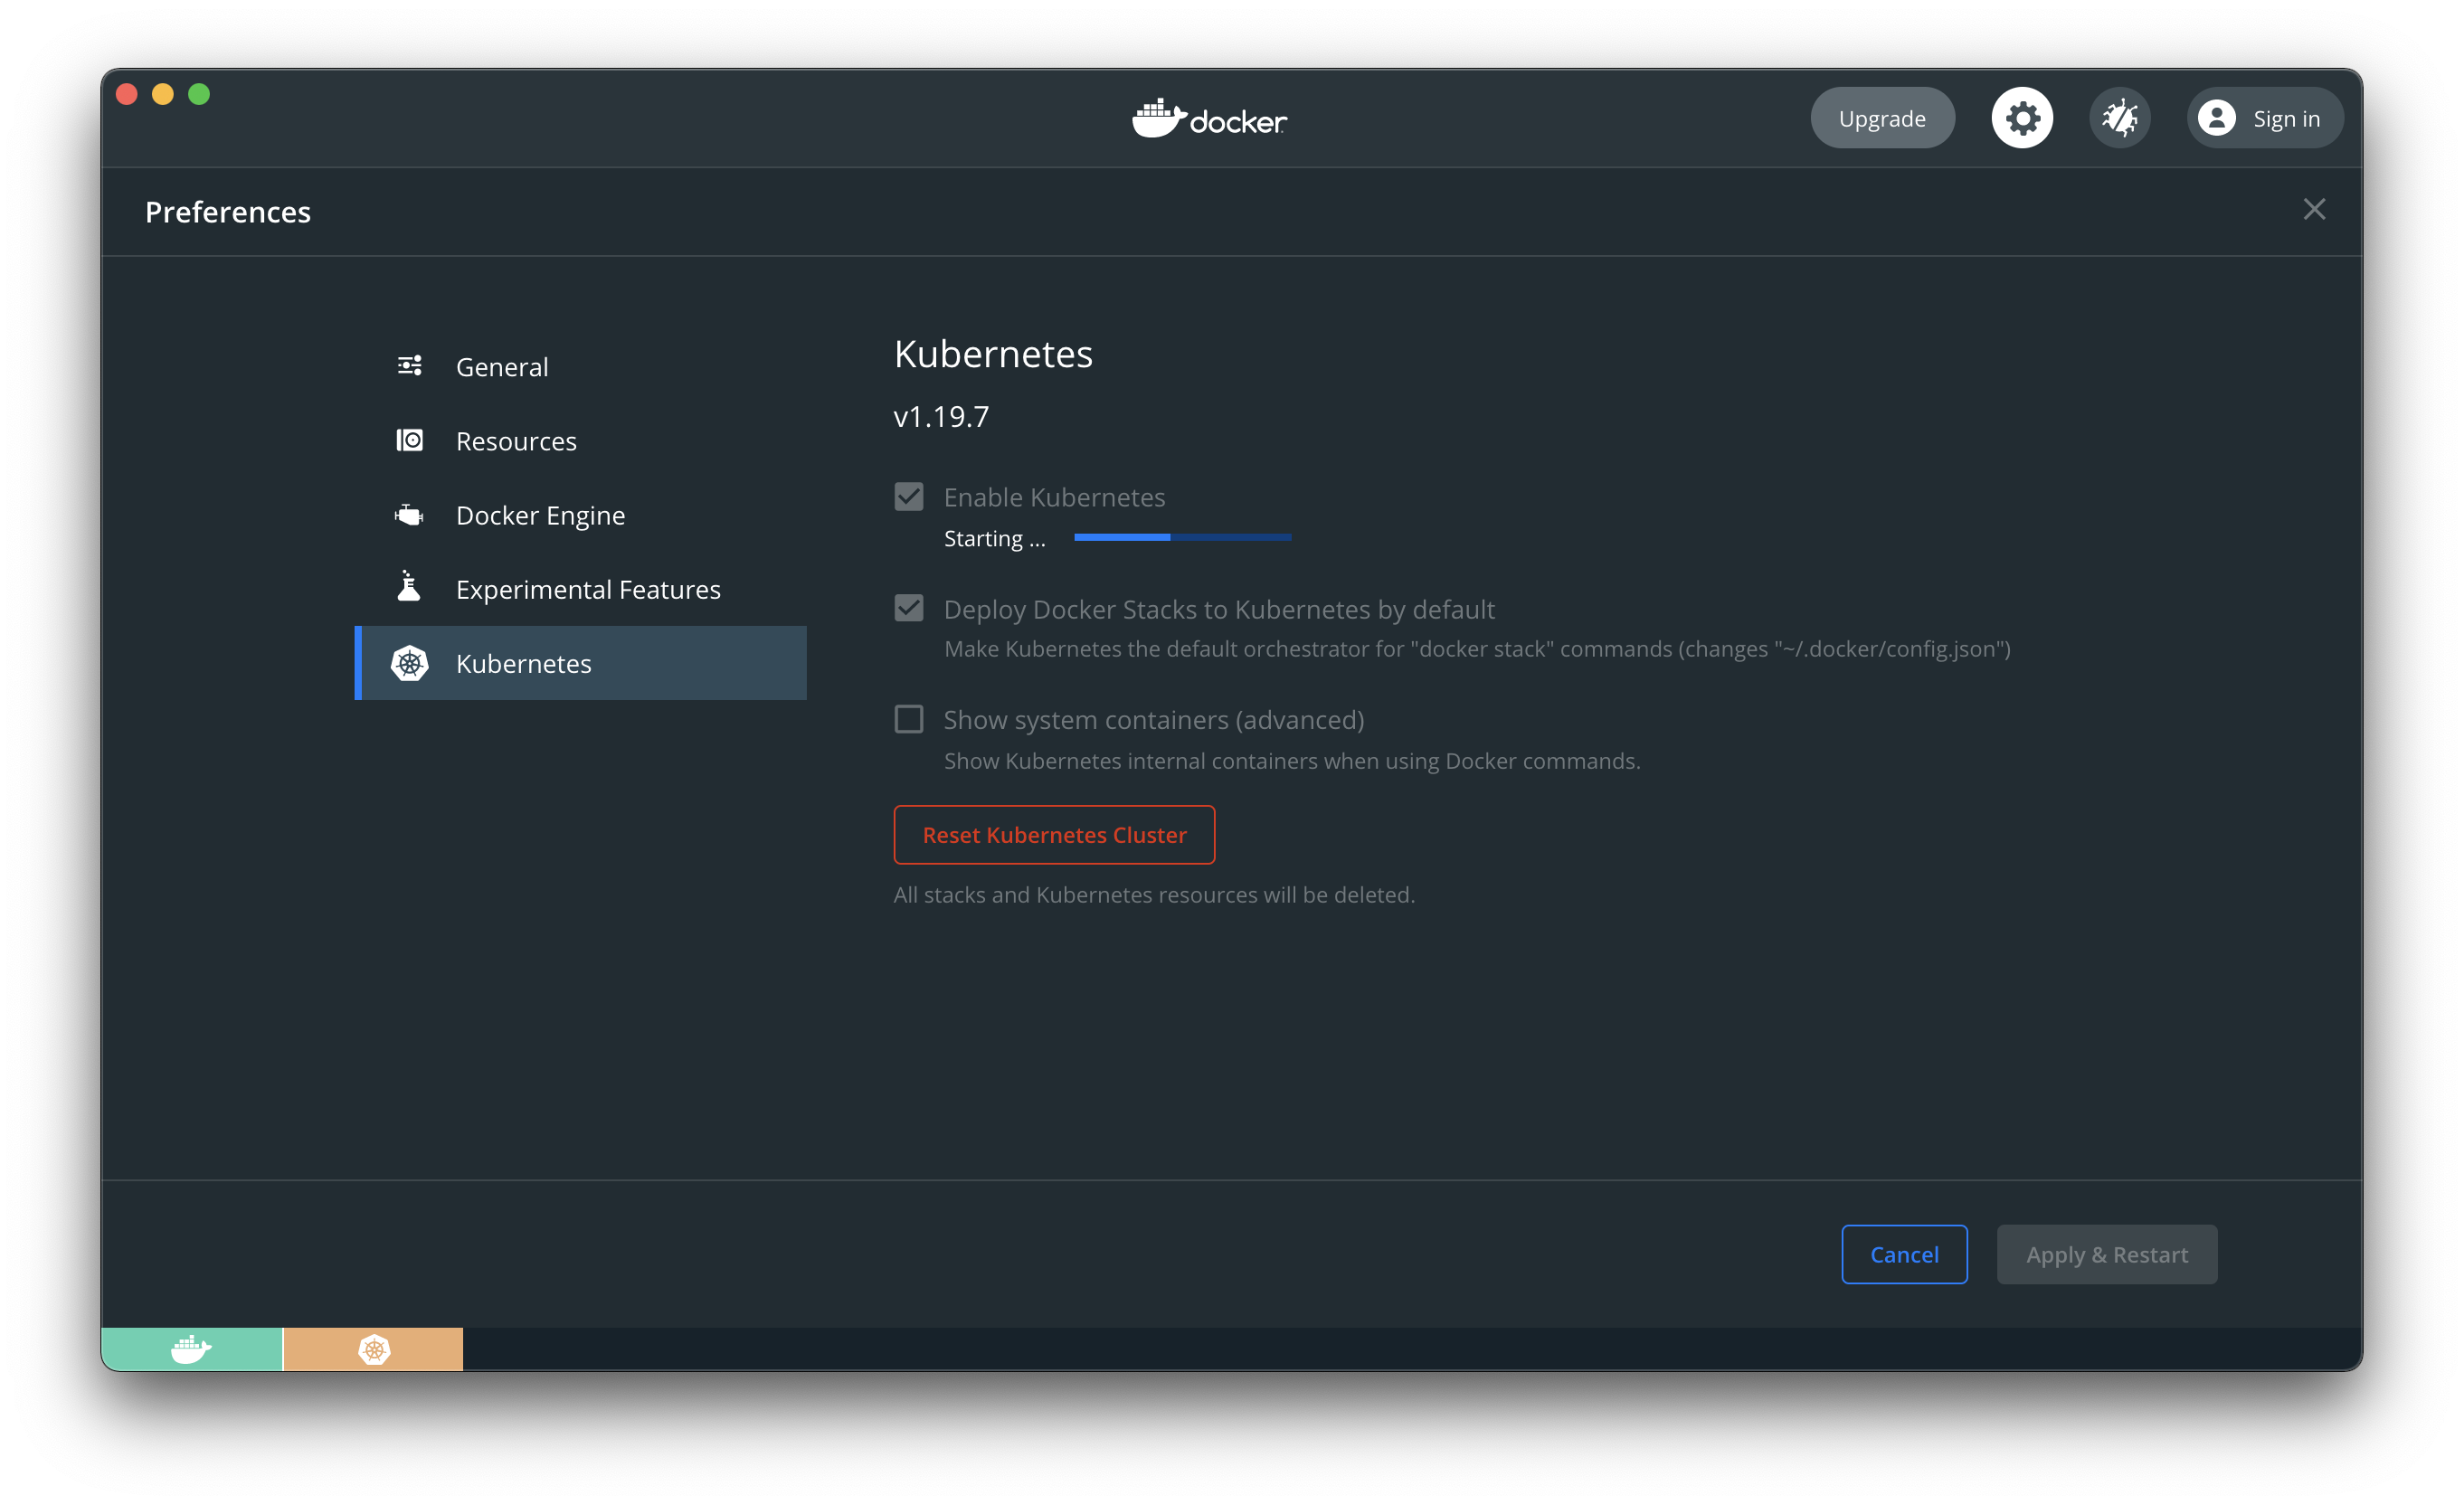 docker
Upgrade
Sign in
Preferences
General
Resources
Docker Engine
Experimental Features
Kubernetes
Kubernetes
v1.19.7
Enable Kubernetes
Starting ...
Deploy Docker Stacks to Kubernetes by default
Make Kubernetes the default orchestrator for "docker stack" commands (changes "~/.docker/config.json")
Show system containers (advanced)
Show Kubernetes internal containers when using Docker commands.
Reset Kubernetes Cluster
All stacks and Kubernetes resources will be deleted.
Cancel
Apply & Restart